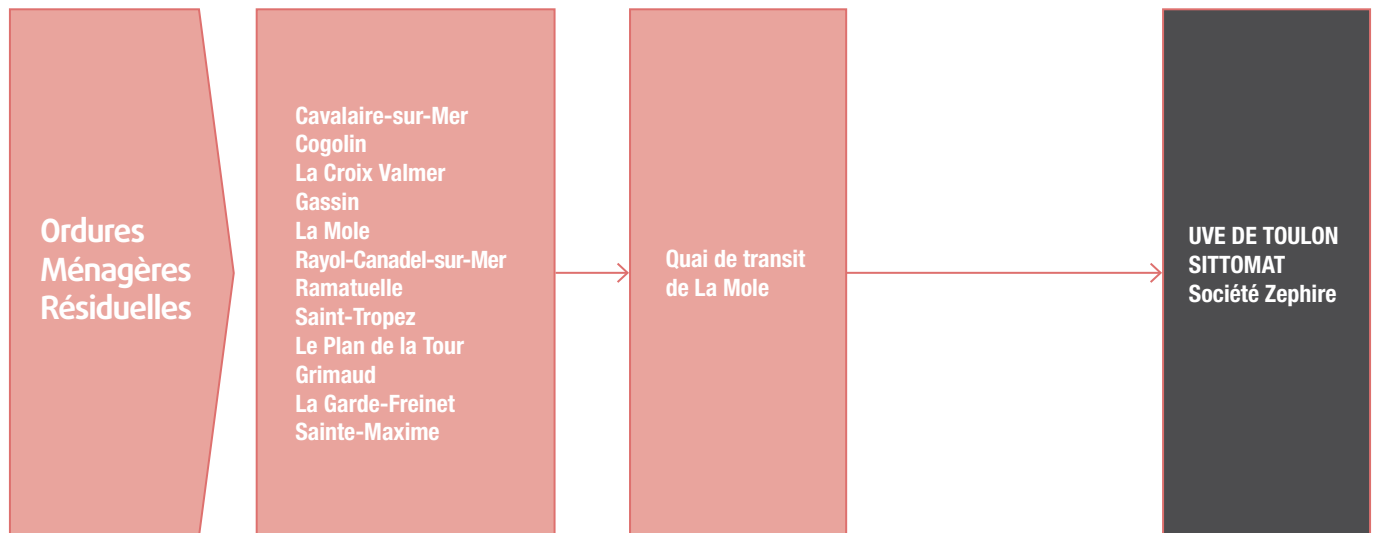 Ordures
Ménagères
Résiduelles
Cavalaire-sur-Mer
Cogolin
La Croix Valmer
Gassin
La Mole
Rayol-Canadel-sur-Mer
Ramatuelle
Saint-Tropez
Le Plan de la Tour
Grimaud
La Garde-Freinet
Sainte-Maxime
Quai de transit
de La Mole
UVE DE TOULON
SITTOMAT
Société Zephire